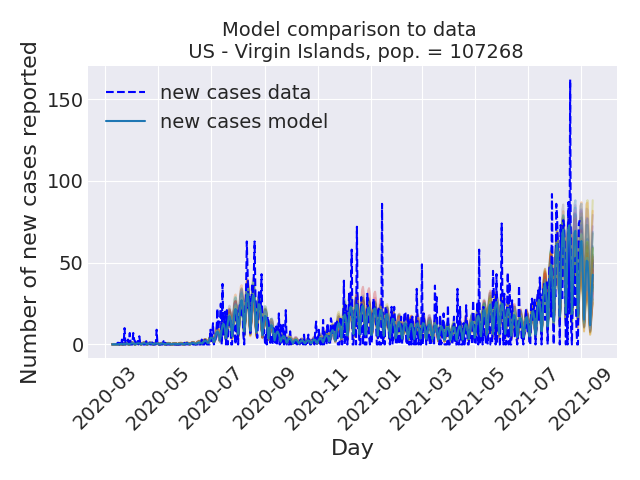 Model comparison to data
US - Virgin Islands, pop. = 107268
Number of new cases reported
150
100
50
0
new cases data
new cases model
2020-03
2020-05
2020-07
2020-09
2020-11
2021-01
2021-03
2021-05
2021-07
2021-09
Day